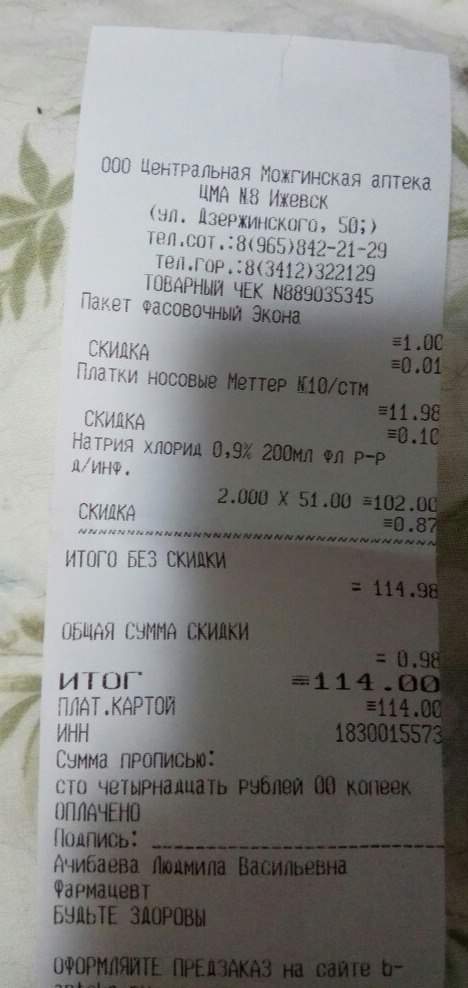 ООО Центральная Можгинская аптека
ЦМА №8 Ижевск
(ул. Дзержинского, 50;)
тел.сот.:8(965)842-21-29
тел.гор.:8(3412)322129
ТОВАРНЫЙ ЧЕК N889035345
Пакет фасовочный Экона
≡1.00
СКИДКА ≡0.01
Платки носовые Меттер №10/стм
≡11.98
СКИДКА ≡0.10
Натрия хлорид 0,9% 200мл фл р-р
д/инф.
2.000 X 51.00 ≡102.00
СКИДКА ≡0.87
ИТОГО БЕЗ СКИДКИ
= 114.98
ОБЩАЯ СУММА СКИДКИ
= 0.98
ИТОГ ≡114.00
ПЛАТ.КАРТОЙ ≡114.00
ИНН 1830015573
Сумма прописью:
сто четырнадцать рублей 00 копеек
ОПЛАЧЕНО
Подпись: ____________________
Ачибаева Людмила Васильевна
Фармацевт
БУДЬТЕ ЗДОРОВЫ
ОФОРМЛЯЙТЕ ПРЕДЗАКАЗ на сайте b-